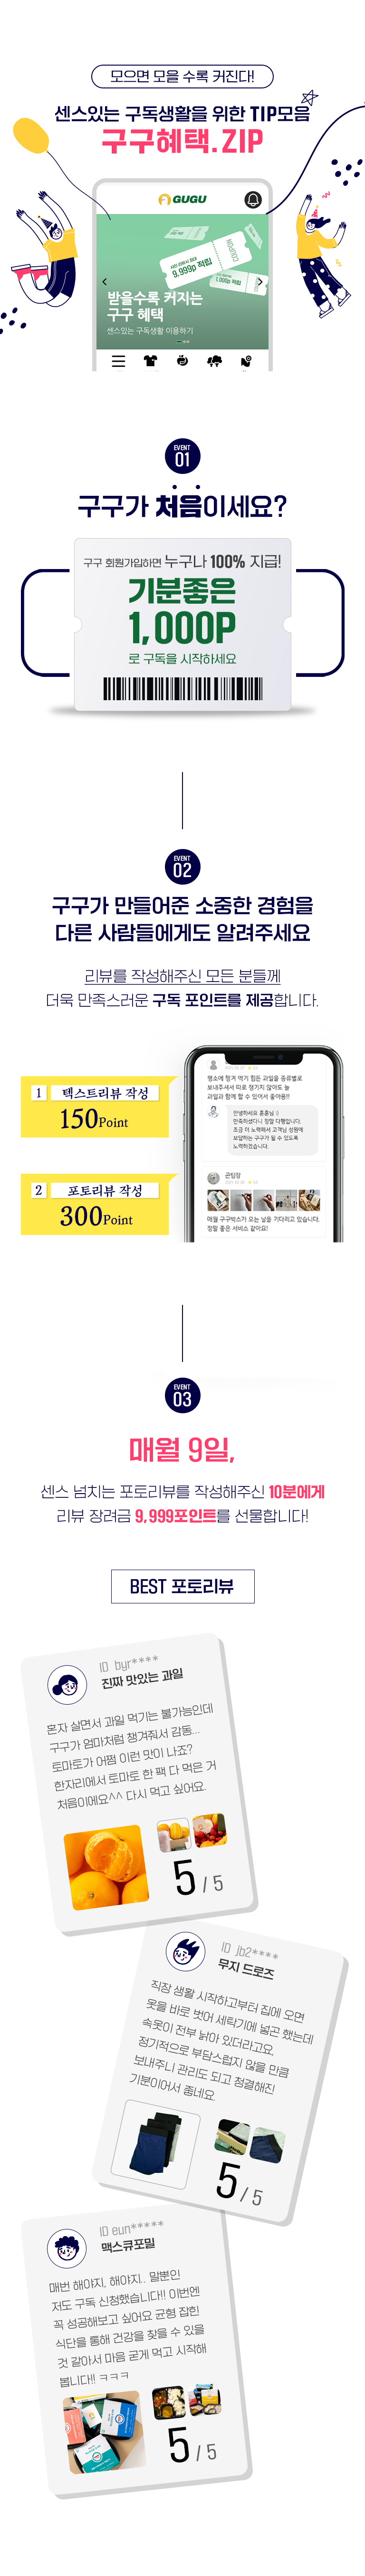 모으면 모을 수록 커진다!
센스있는 구독생활을 위한 TIP모음
구구혜택.ZIP
GUGU
COUPON
9,999p 적립
1,000p 적립
받을수록 커지는
구구 혜택
센스있는 구독생활 이용하기
EVENT
01
구구가 처음이세요?
구구 회원가입하면 누구나 100% 지급!
기분좋은
1,000P
로 구독을 시작하세요
EVENT
02
구구가 만들어준 소중한 경험을
다른 사람들에게도 알려주세요
리뷰를 작성해주신 모든 분들께
더욱 만족스러운 구독 포인트를 제공합니다.
1 텍스트리뷰 작성
150Point
2 포토리뷰 작성
300Point
평소에 챙겨 먹기 힘든 과일을 종류별로
보내주셔서 따로 챙기지 않아도 늘
과일과 함께 할 수 있어서 좋아용!!
안녕하세요 훈훈님 :)
만족하셨다니 정말 다행입니다.
조금 더 노력해서 고객님 성원에
보답하는 구구가 될 수 있도록
노력하겠습니다.
곤팀장
매월 구구박스가 오는 날을 기다리고 있습니다.
정말 좋은 서비스 같아요!
EVENT
03
매월 9일,
센스 넘치는 포토리뷰를 작성해주신 10분에게
리뷰 장려금 9,999포인트를 선물합니다!
BEST 포토리뷰
ID byr****
진짜 맛있는 과일
혼자 살면서 과일 먹기는 불가능인데
구구가 엄마처럼 챙겨줘서 감동...
토마토가 어쩜 이런 맛이 나죠?
한자리에서 토마토 한 팩 다 먹은 거
처음이에요^^ 다시 먹고 싶어요.
5 / 5
ID jb2****
무지 드로즈
직장 생활 시작하고부터 집에 오면
옷을 바로 벗어 세탁기에 넣곤 했는데
속옷이 전부 낡아 있더라고요.
정기적으로 부담스럽지 않을 만큼
보내주니 관리도 되고 청결해진
기분이어서 좋네요.
5 / 5
ID eun*****
맥스큐포밀
매번 해야지, 해야지.. 말뿐인
저도 구독 신청했습니다!! 이번엔
꼭 성공해보고 싶어요 균형 잡힌
식단을 통해 건강을 찾을 수 있을
것 같아서 마음 굳게 먹고 시작해
봅니다!! ㅋㅋㅋ
5 / 5